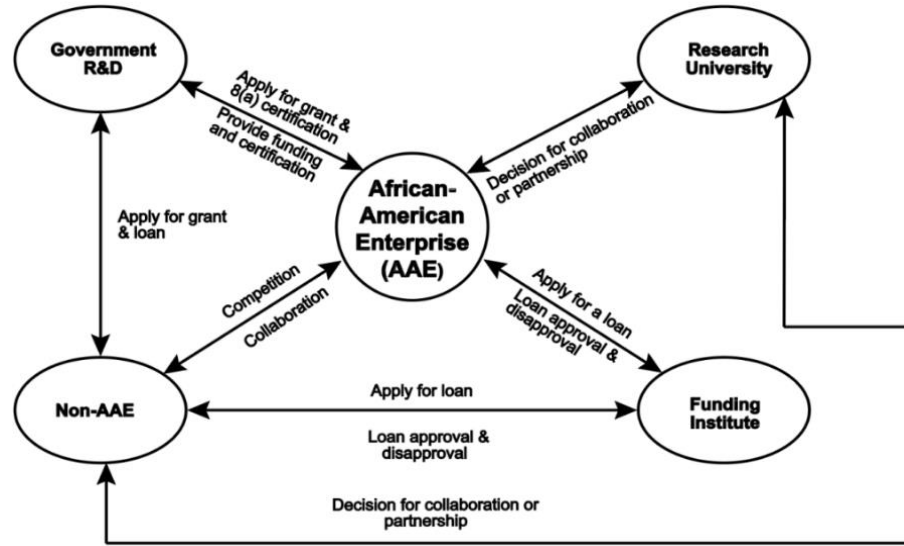 Government
R&D
Research
University
Apply for grant &
8(a) certification
Provide funding
and certification
Decision for collaboration
or partnership
African-
American
Enterprise
(AAE)
Apply for grant
& loan
Competition
Collaboration
Apply for a loan
Loan approval &
disapproval
Non-AAE
Apply for loan
Loan approval &
disapproval
Funding
Institute
Decision for collaboration or
partnership